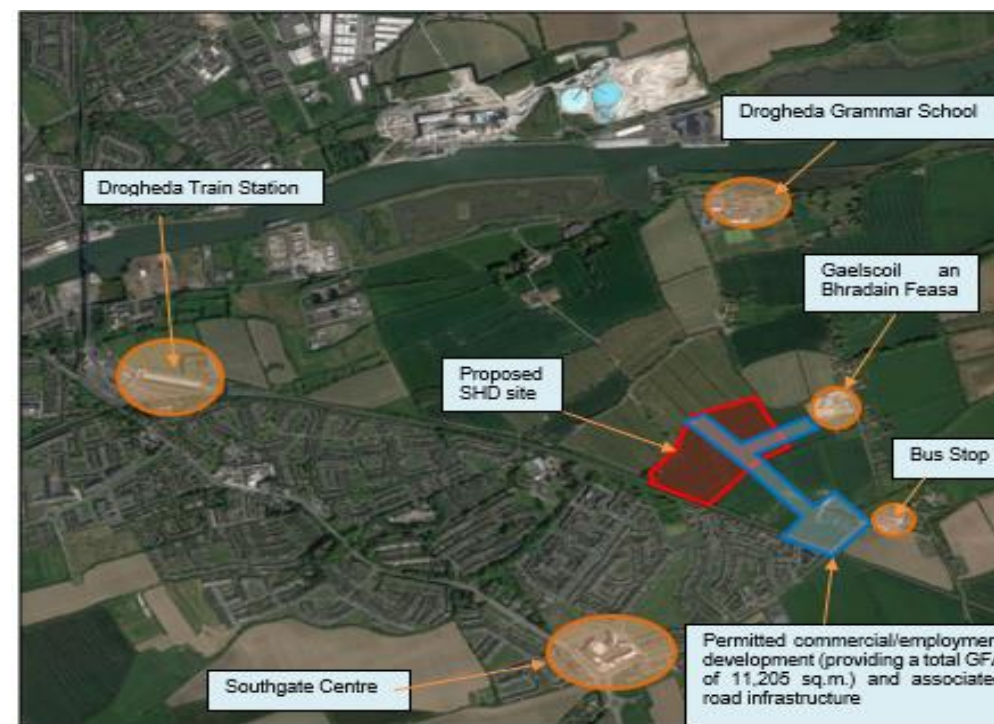 Drogheda Grammar School
Drogheda Train Station
Gaelscoil an
Bhradain Feasa
Proposed
SHD site
Bus Stop
Southgate Centre
Permitted commercial/employmen
development (providing a total GFA
of 11,205 sq.m.) and associate
road infrastructure